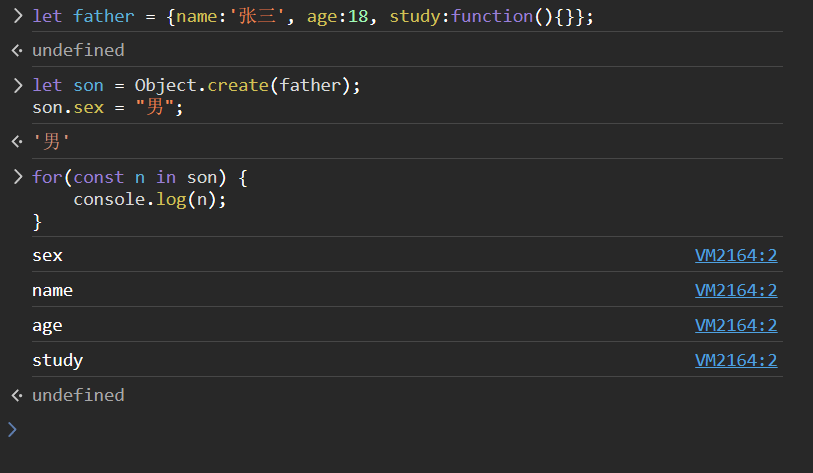 let father = {name:'张三', age:18, study:function(){}};
undefined
let son = Object.create(father);
son.sex = "男";
'男'
for(const n in son) {
    console.log(n);
}
sex VM2164:2
name VM2164:2
age VM2164:2
study VM2164:2
undefined